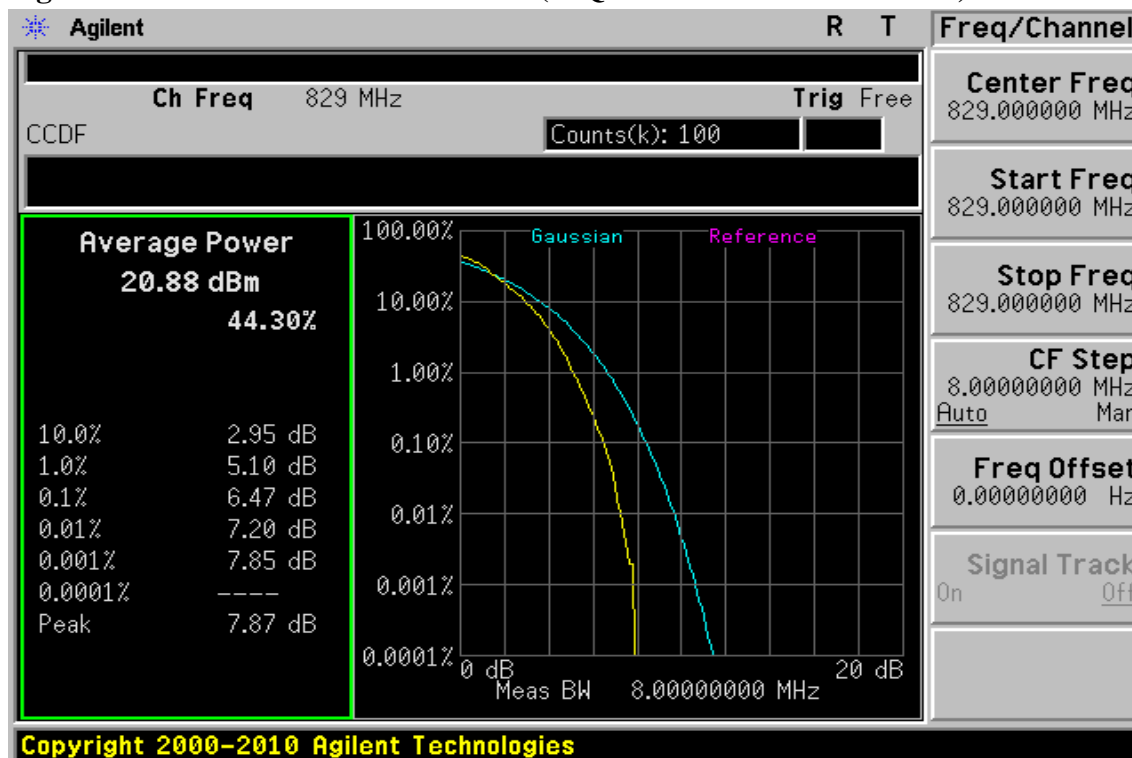 Agilent R T
Freq/Channel
Ch Freq 829 MHz Trig Free
CCDF Counts(k): 100
Average Power
20.88 dBm
44.30%
10.0% 2.95 dB
1.0% 5.10 dB
0.1% 6.47 dB
0.01% 7.20 dB
0.001% 7.85 dB
0.0001% ----
Peak 7.87 dB
Gaussian Reference
100.00%
10.00%
1.00%
0.10%
0.01%
0.001%
0.0001%
0 dB 20 dB
Meas BW 8.00000000 MHz
Center Freq
829.000000 MHz
Start Freq
829.000000 MHz
Stop Freq
829.000000 MHz
CF Step
8.00000000 MHz
Auto Man
Freq Offset
0.00000000 Hz
Signal Track
On Off
Copyright 2000-2010 Agilent Technologies